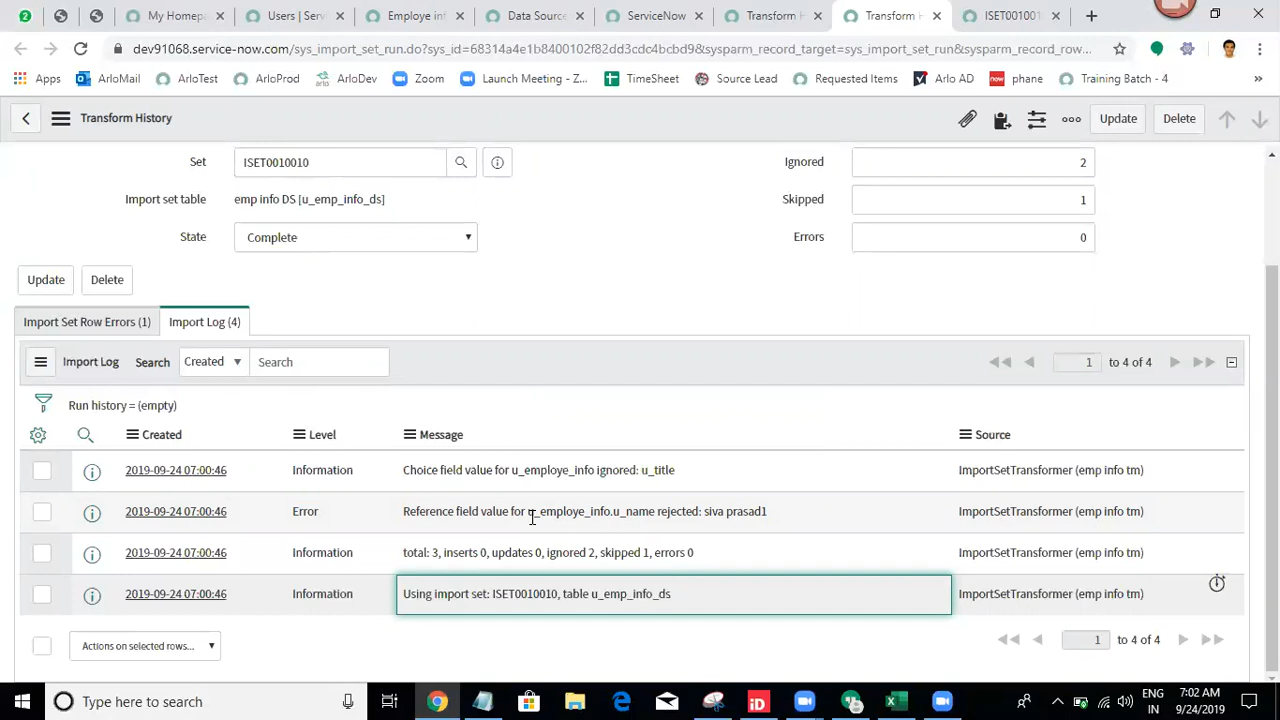 My Homepa
Users | Serv
Employe inf
Data Source
ServiceNow
Transform H
Transform H
ISET001001
dev91068.service-now.com/sys_import_set_run.do?sys_id=68314a4e1b8400102f82dd3cdc4bcbd9&sysparm_record_target=sys_import_set_run&sysparm_record_row...
Apps
ArloMail
ArloTest
ArloProd
ArloDev
Zoom
Launch Meeting - Z...
TimeSheet
Source Lead
Requested Items
Arlo AD
now phane
Training Batch - 4
»
Transform History
Update
Delete
Set ISET0010010
Ignored 2
Import set table emp info DS [u_emp_info_ds]
Skipped 1
State Complete
Errors 0
Update Delete
Import Set Row Errors (1) Import Log (4)
Import Log Search Created Search 1 to 4 of 4
Run history = (empty)
Created Level Message Source
2019-09-24 07:00:46 Information Choice field value for u_employe_info ignored: u_title ImportSetTransformer (emp info tm)
2019-09-24 07:00:46 Error Reference field value for u_employe_info.u_name rejected: siva prasad1 ImportSetTransformer (emp info tm)
2019-09-24 07:00:46 Information total: 3, inserts 0, updates 0, ignored 2, skipped 1, errors 0 ImportSetTransformer (emp info tm)
2019-09-24 07:00:46 Information Using import set: ISET0010010, table u_emp_info_ds ImportSetTransformer (emp info tm)
Actions on selected rows... 1 to 4 of 4
Type here to search
iD
ENG
IN
7:02 AM
9/24/2019